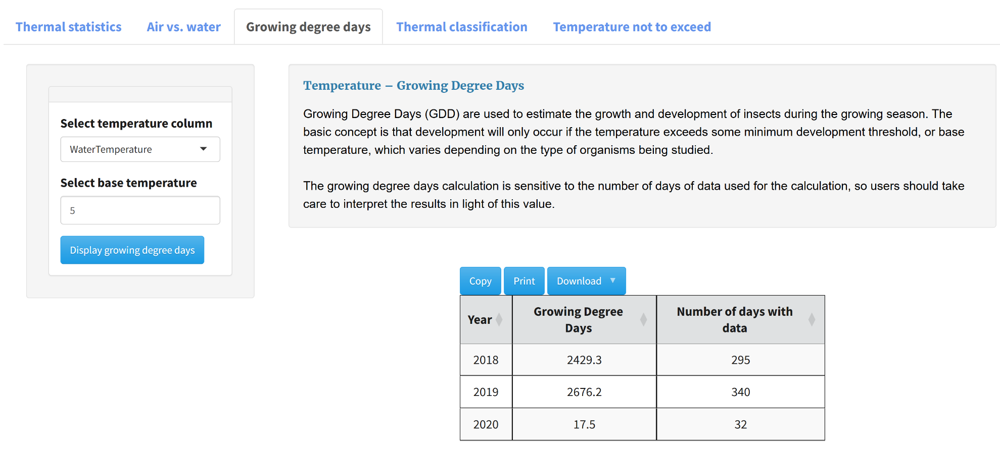 Thermal statistics Air vs. water Growing degree days Thermal classification Temperature not to exceed
Select temperature column
WaterTemperature
Select base temperature
5
Display growing degree days
Temperature – Growing Degree Days
Growing Degree Days (GDD) are used to estimate the growth and development of insects during the growing season. The
basic concept is that development will only occur if the temperature exceeds some minimum development threshold, or base
temperature, which varies depending on the type of organisms being studied.
The growing degree days calculation is sensitive to the number of days of data used for the calculation, so users should take
care to interpret the results in light of this value.
Copy Print Download
Year Growing Degree Days Number of days with data
2018 2429.3 295
2019 2676.2 340
2020 17.5 32